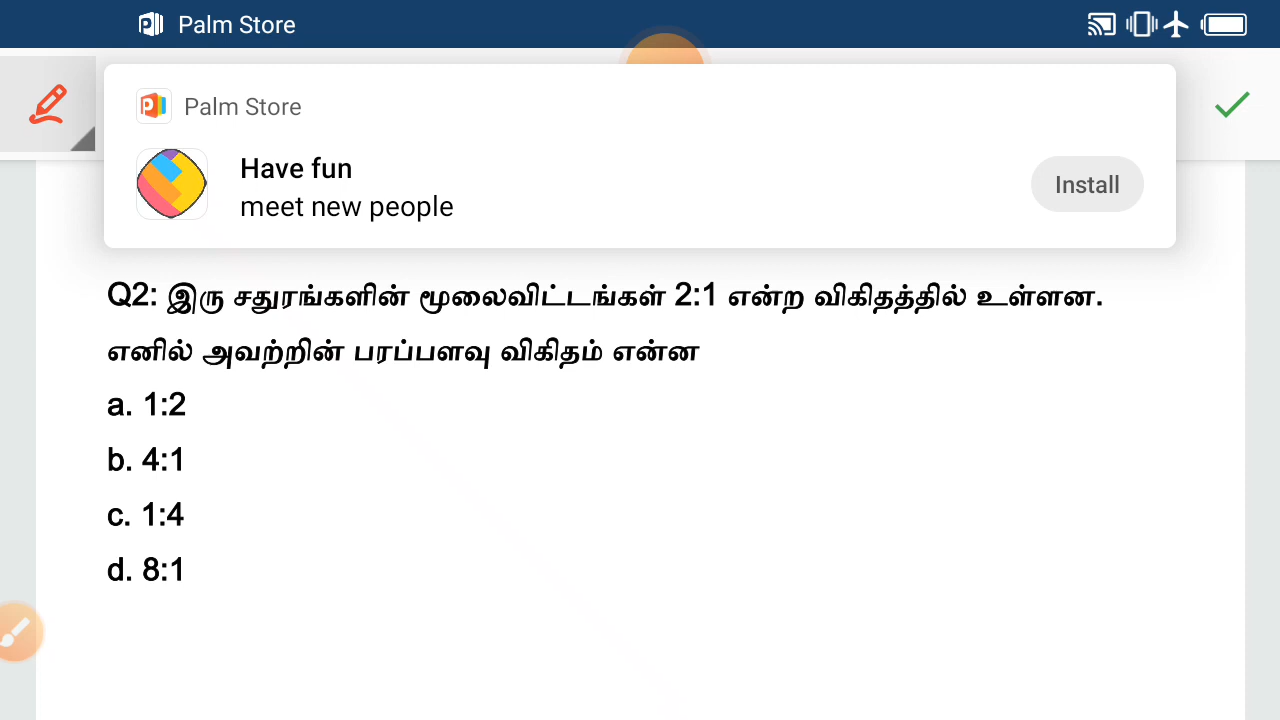 Palm Store
Palm Store
Have fun
meet new people
Install
Q2: இரு சதுரங்களின் மூலைவிட்டங்கள் 2:1 என்ற விகிதத்தில் உள்ளன.
எனில் அவற்றின் பரப்பளவு விகிதம் என்ன
a. 1:2
b. 4:1
c. 1:4
d. 8:1